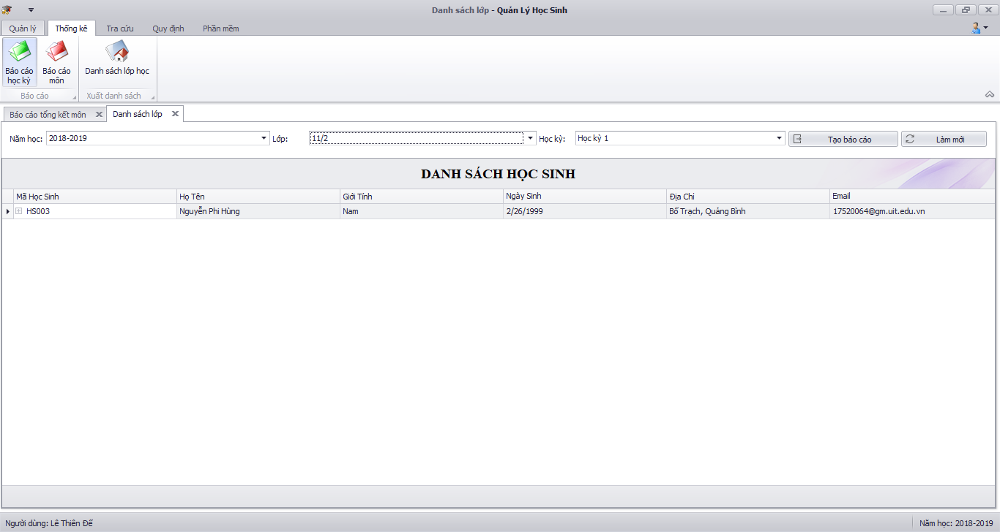 Danh sách lớp - Quản Lý Học Sinh
Quản lý Thống kê Tra cứu Quy định Phần mềm
Báo cáo học kỳ
Báo cáo môn
Danh sách lớp học
Báo cáo
Xuất danh sách
Báo cáo tổng kết môn Danh sách lớp
Năm học: 2018-2019 Lớp: 11/2 Học kỳ: Học kỳ 1 Tạo báo cáo Làm mới
DANH SÁCH HỌC SINH
Mã Học Sinh Họ Tên Giới Tính Ngày Sinh Địa Chỉ Email
HS003 Nguyễn Phi Hùng Nam 2/26/1999 Bố Trạch, Quảng Bình 17520064@gm.uit.edu.vn
Người dùng: Lê Thiên Đế Năm học: 2018-2019